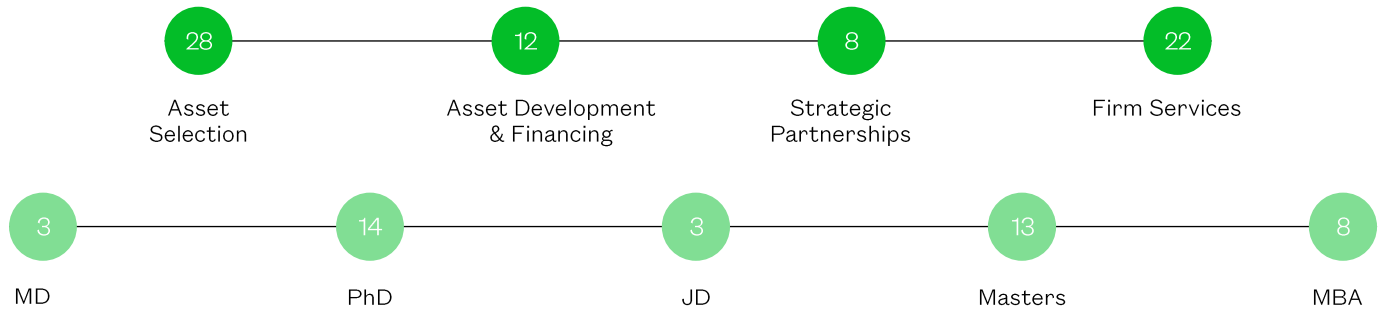 28
12
8
22
Asset
Selection
Asset Development
& Financing
Strategic
Partnerships
Firm Services
3
14
3
13
8
MD
PhD
JD
Masters
MBA